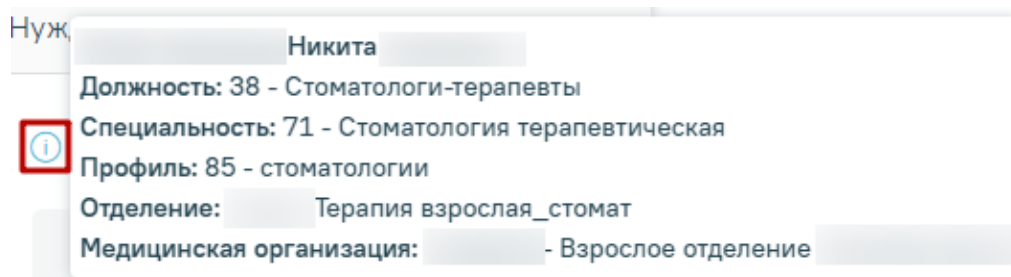 Нуж
Никита
Должность: 38 - Стоматологи-терапевты
Специальность: 71 - Стоматология терапевтическая
Профиль: 85 - стоматологии
Отделение: Терапия взрослая_стомат
Медицинская организация: - Взрослое отделение